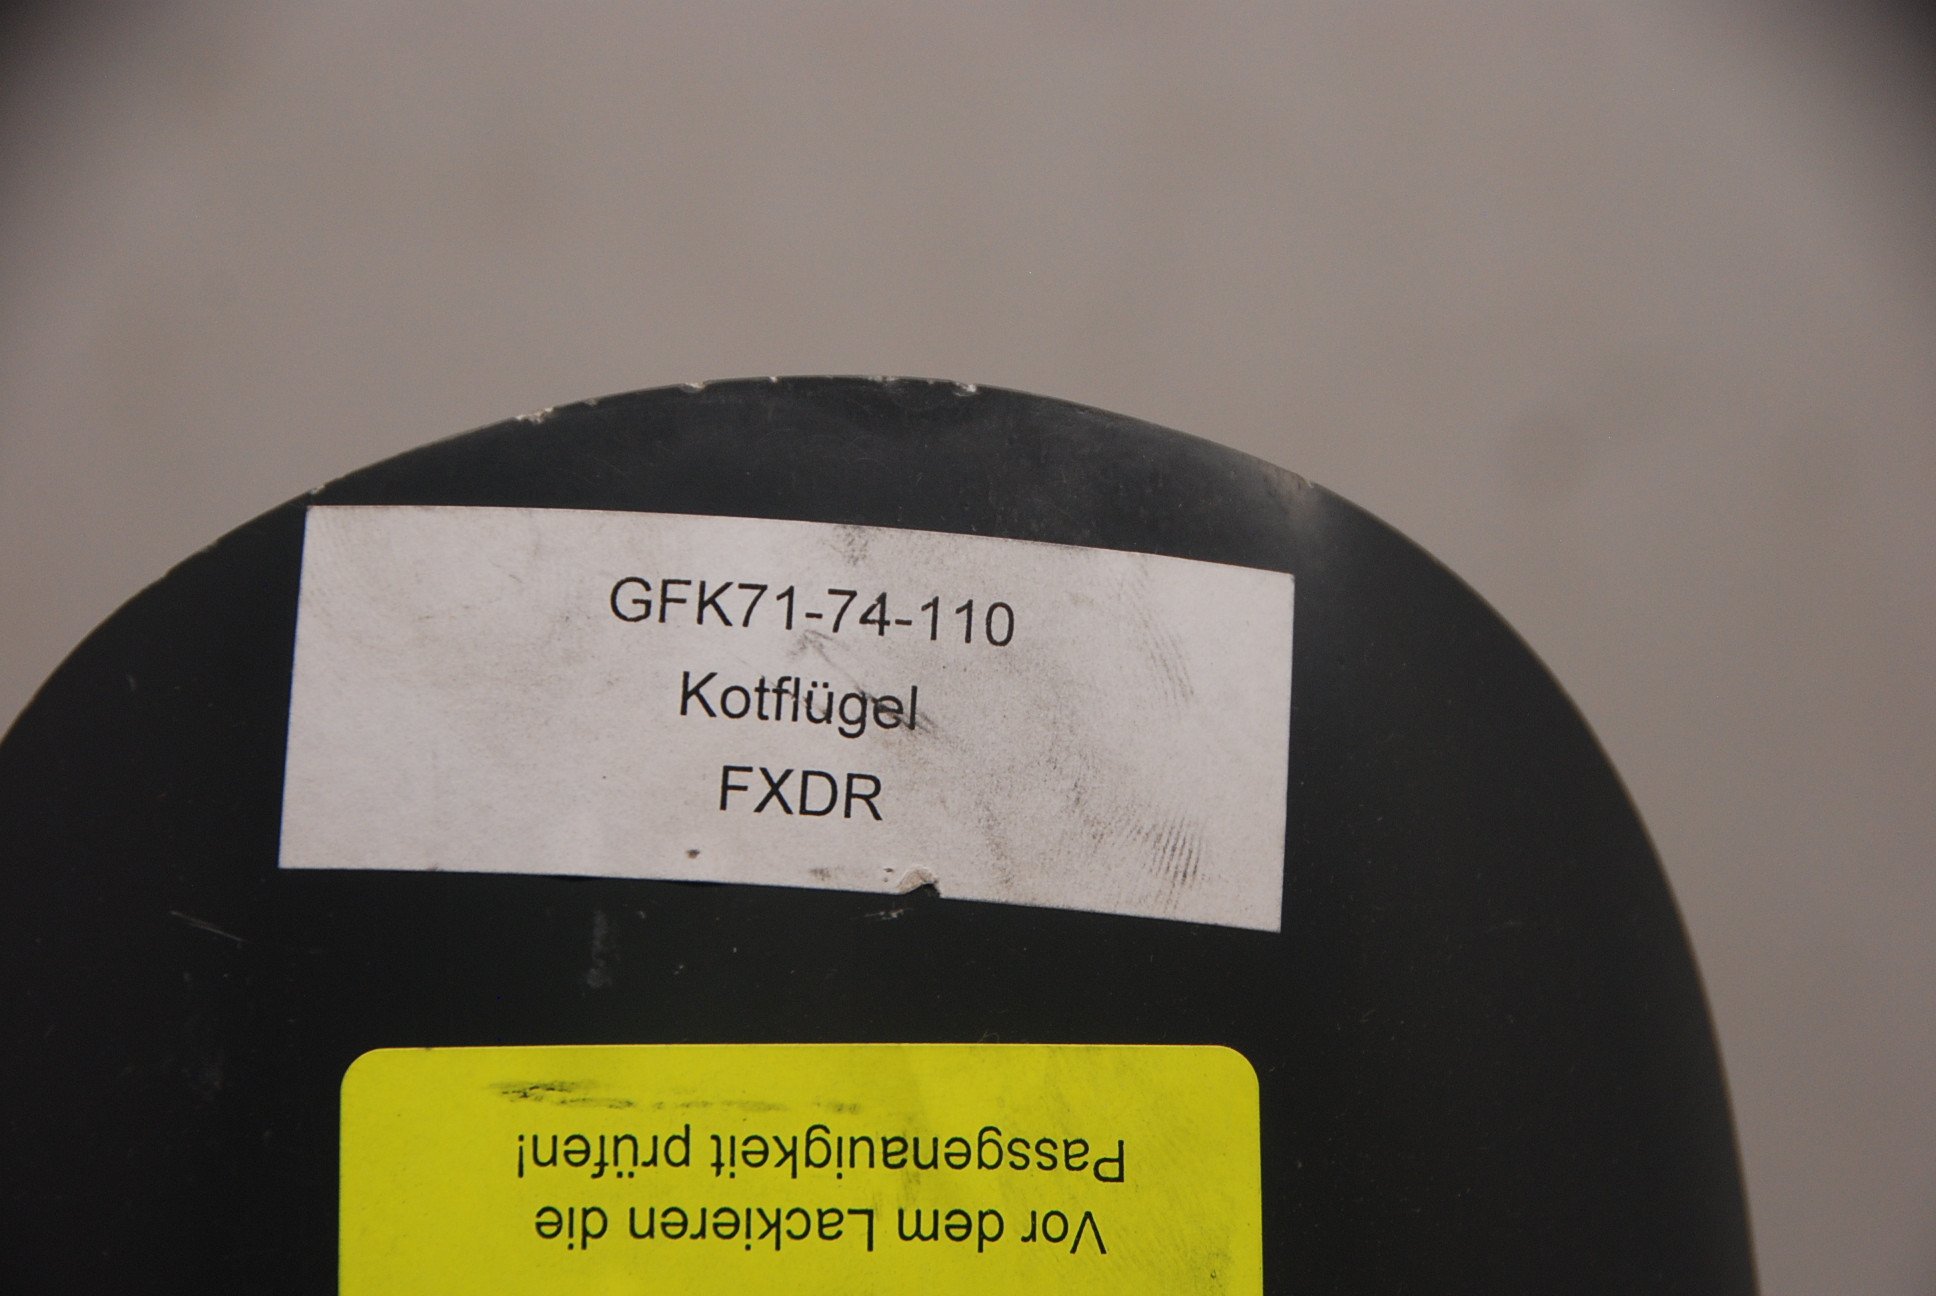 GFK71-74-110
Kotflügel
FXDR
Vor dem Lackieren die
Passgenauigkeit prüfen!